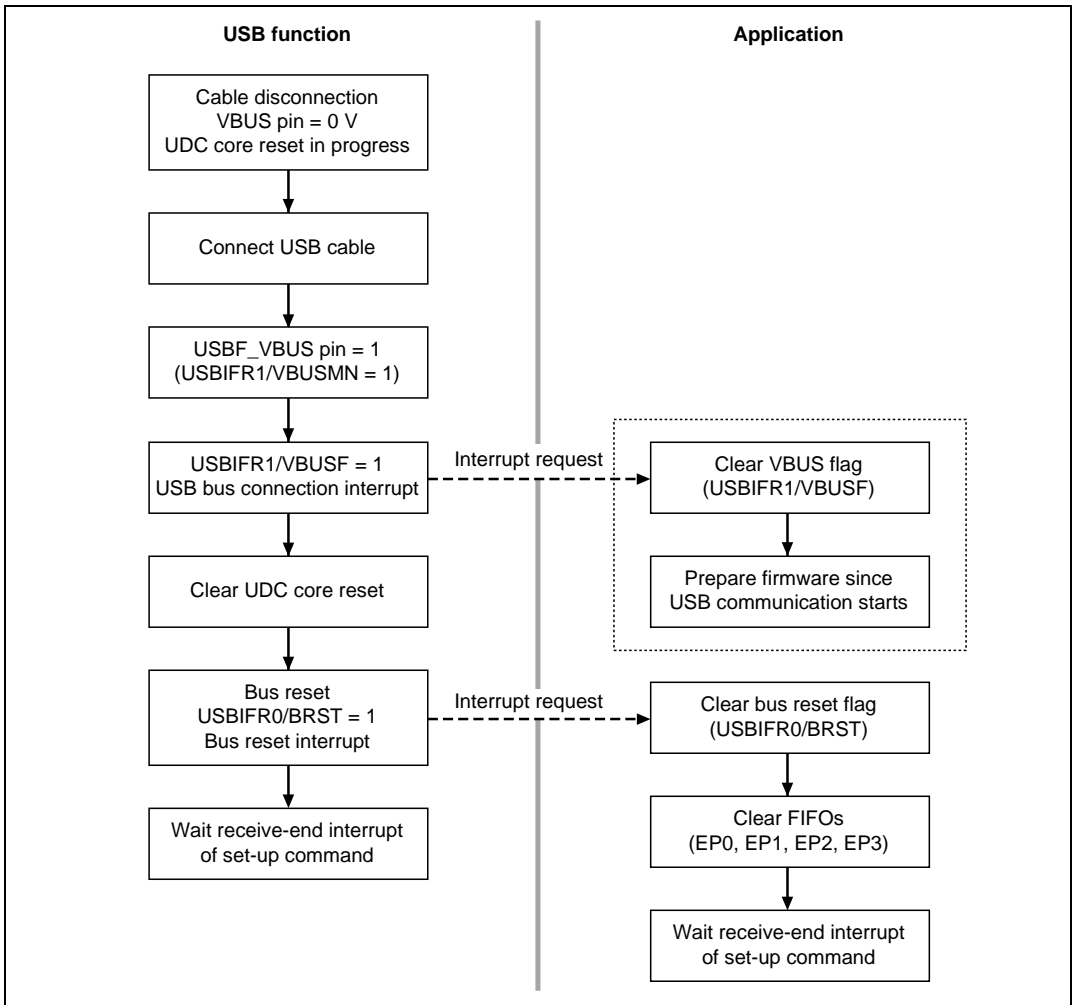 USB function
Application
Cable disconnection
VBUS pin = 0 V
UDC core reset in progress
Connect USB cable
USBF_VBUS pin = 1
(USBIFR1/VBUSMN = 1)
USBIFR1/VBUSF = 1
USB bus connection interrupt
Interrupt request
Clear VBUS flag
(USBIFR1/VBUSF)
Clear UDC core reset
Prepare firmware since
USB communication starts
Bus reset
USBIFR0/BRST = 1
Bus reset interrupt
Interrupt request
Clear bus reset flag
(USBIFR0/BRST)
Wait receive-end interrupt
of set-up command
Clear FIFOs
(EP0, EP1, EP2, EP3)
Wait receive-end interrupt
of set-up command